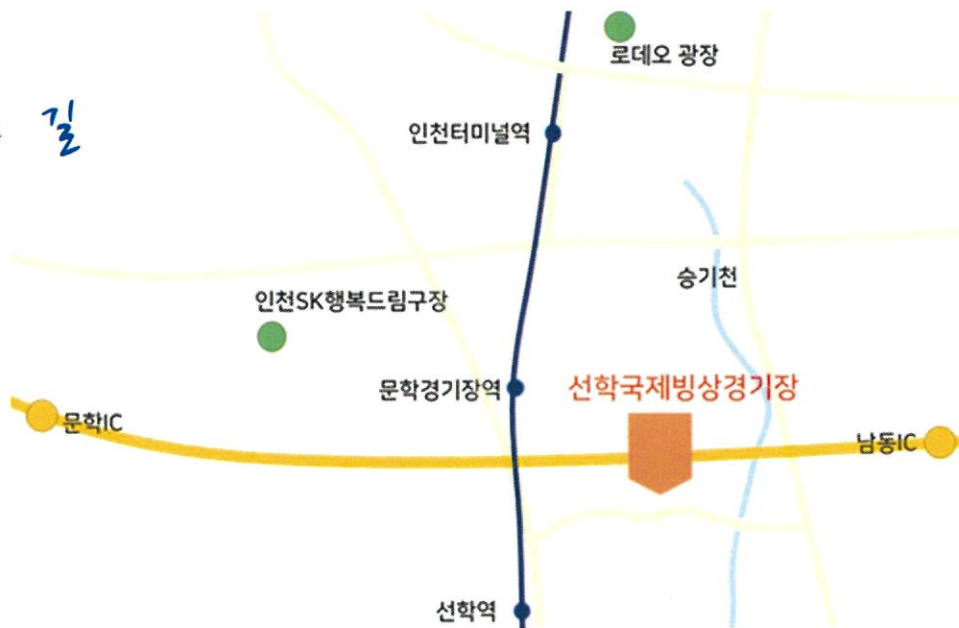 로데오 광장
길
인천터미널역
승기천
인천SK행복드림구장
문학경기장역
선학국제빙상경기장
문학IC
남동IC
선학역